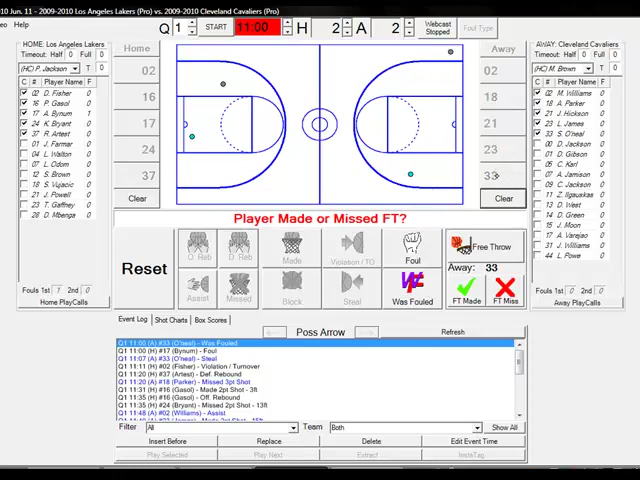 10 Jun. 11 - 2009-2010 Los Angeles Lakers (Pro) vs. 2009-2010 Cleveland Cavaliers (Pro)
Help
Q 1 START 11:00 H 2 A 2 Webcast Stopped Foul Type
HOME: Los Angeles Lakers
Timeout: Half 0 Full 0
(HC) P. Jackson T 0
C # Player Name F
02 D. Fisher 0
16 P. Gasol 0
17 A. Bynum 1
24 K. Bryant 0
37 R. Artest 0
01 J. Farmar 0
04 L. Walton 0
07 L. Odom 0
12 S. Brown 0
18 S. Vujacic 0
21 J. Powell 0
23 T. Gaffney 0
28 D. Mbenga 0
Fouls 1st 1 2nd 0
Home PlayCalls
Home
02
16
17
24
37
Clear
Away
02
18
21
23
33
Clear
AWAY: Cleveland Cavaliers
Timeout: Half 0 Full 0
(HC) M. Brown T 0
C # Player Name F
02 M. Williams 0
18 A. Parker 0
21 J. Hickson 0
23 L. James 0
33 S. O'neal 0
00 D. Jackson 0
01 D. Gibson 0
05 C. Karl 0
07 A. Jamison 0
09 C. Jackson 0
11 Z. Ilgauskas 0
13 D. West 0
14 D. Green 0
15 J. Moon 0
17 A. Varejao 0
31 J. Williams 0
44 L. Powe 0
Fouls 1st 0 2nd 0
Away PlayCalls
Player Made or Missed FT?
Reset
O. Reb D. Reb Made Violation / TO Foul
Assist Missed Block Steal Was Fouled
Free Throw
Away: 33
FT Made FT Miss
Event Log Shot Charts Box Scores
Poss Arrow Refresh
Q1 11:00 (A) #33 (O'neal) - Was Fouled
Q1 11:00 (H) #17 (Bynum) - Foul
Q1 11:07 (A) #33 (O'neal) - Steal
Q1 11:11 (H) #02 (Fisher) - Violation / Turnover
Q1 11:20 (H) #37 (Artest) - Def. Rebound
Q1 11:20 (A) #18 (Parker) - Missed 3pt Shot
Q1 11:31 (H) #16 (Gasol) - Made 2pt Shot - 3ft
Q1 11:35 (H) #16 (Gasol) - Off. Rebound
Q1 11:35 (H) #24 (Bryant) - Missed 2pt Shot - 13ft
Q1 11:48 (A) #02 (Williams) - Assist
Filter All Team Both Show All
Insert Before Replace Delete Edit Event Time
Play Selected Play Next Extract InstaTag